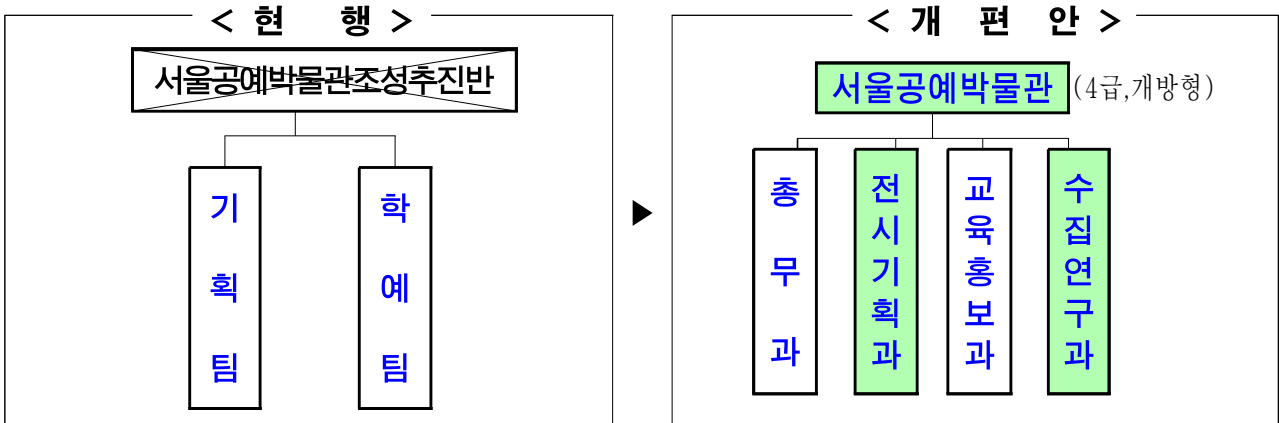 < 현 행 >
서울공예박물관조성추진반
기획팀
학예팀
▶
< 개 편 안 >
서울공예박물관 (4급,개방형)
총무과
전시기획과
교육홍보과
수집연구과